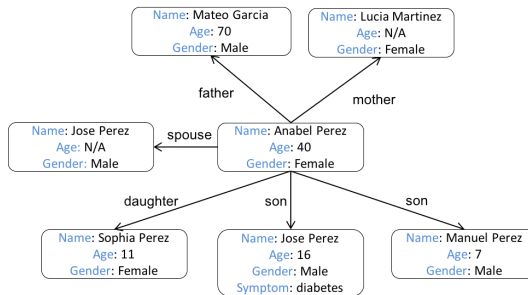 Name: Mateo Garcia
Age: 70
Gender: Male
Name: Lucia Martinez
Age: N/A
Gender: Female
father
mother
Name: Jose Perez
Age: N/A
Gender: Male
spouse
Name: Anabel Perez
Age: 40
Gender: Female
daughter
son
son
Name: Sophia Perez
Age: 11
Gender: Female
Name: Jose Perez
Age: 16
Gender: Male
Symptom: diabetes
Name: Manuel Perez
Age: 7
Gender: Male